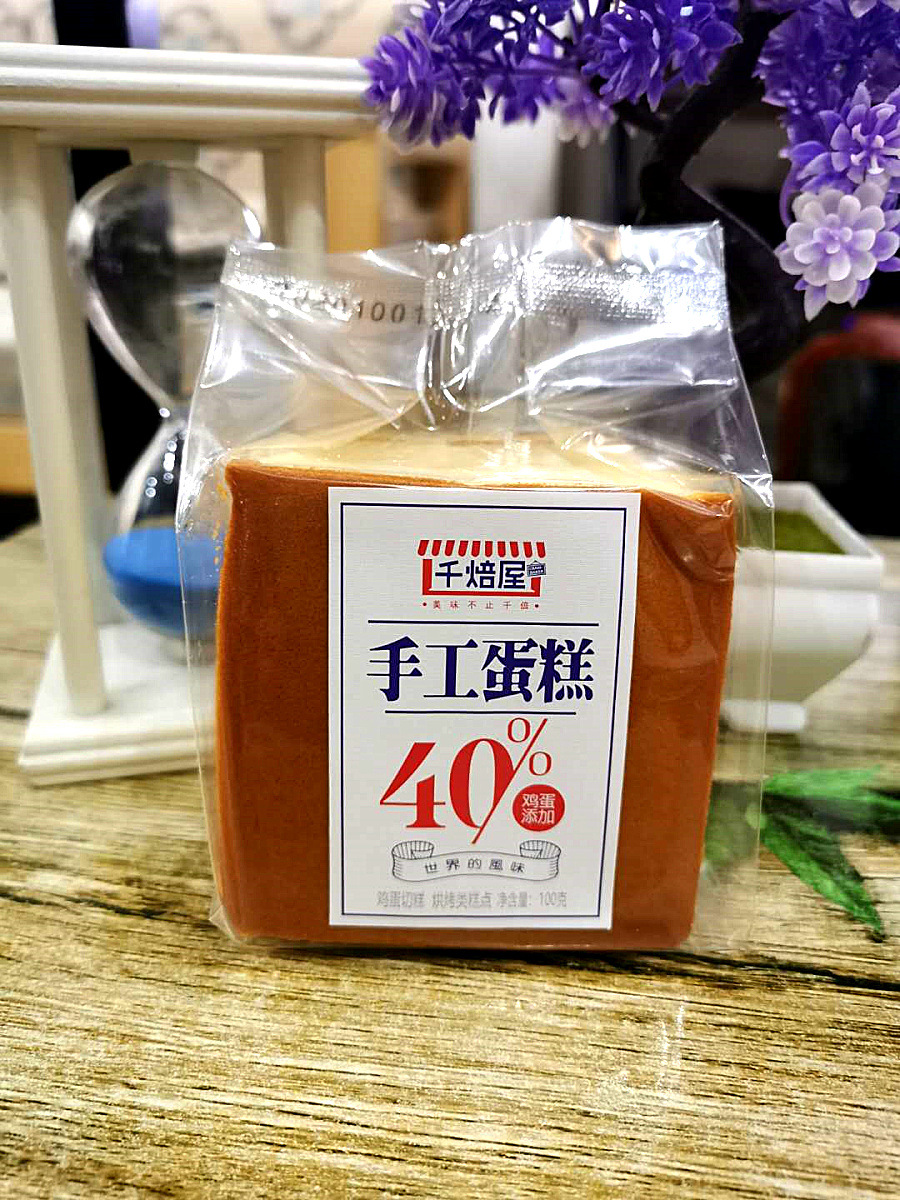 20201001
千焙屋
•美味不止千倍•
手工蛋糕
40%
鸡蛋
添加
世界的風味
鸡蛋切糕 烘烤类糕点 净含量：100克